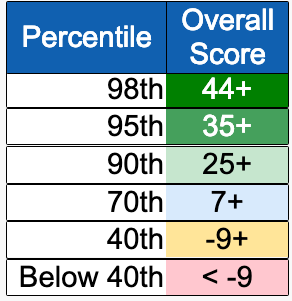 Percentile Overall Score
98th 44+
95th 35+
90th 25+
70th 7+
40th -9+
Below 40th < -9